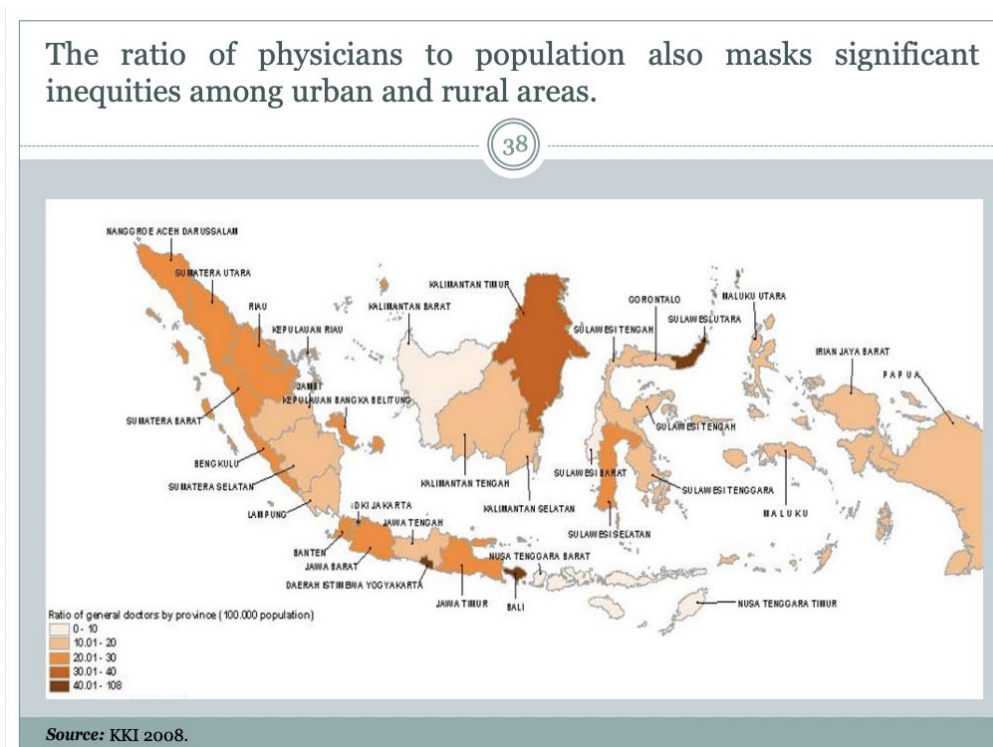 The ratio of physicians to population also masks significant
inequities among urban and rural areas.
38
NANGGROE ACEH DARUSSALAM
SUMATERA UTARA
RIAU
KEPULAUAN RIAU
KALIMANTAN BARAT
KALIMANTAN TIMUR
GORONTALO
MALUKU UTARA
SULAWESI TENGAH
SULAWESI UTARA
IRIAN JAYA BARAT
PAPUA
JAMBI
KEPULAUAN BANGKA BELITUNG
SUMATERA BARAT
SULAWESI TENGAH
BENGKULU
SULAWESI BARAT
SUMATERA SELATAN
KALIMANTAN TENGAH
SULAWESI TENGGARA
LAMPUNG
DKI JAKARTA
KALIMANTAN SELATAN
MALUKU
JAWA TENGAH
SULAWESI SELATAN
BANTEN
NUSA TENGGARA BARAT
JAWA BARAT
DAERAH ISTIMEWA YOGYAKARTA
JAWA TIMUR
BALI
NUSA TENGGARA TIMUR
Ratio of general doctors by province (100.000 population)
0 - 10
10.01 - 20
20.01 - 30
30.01 - 40
40.01 - 108
Source: KKI 2008.